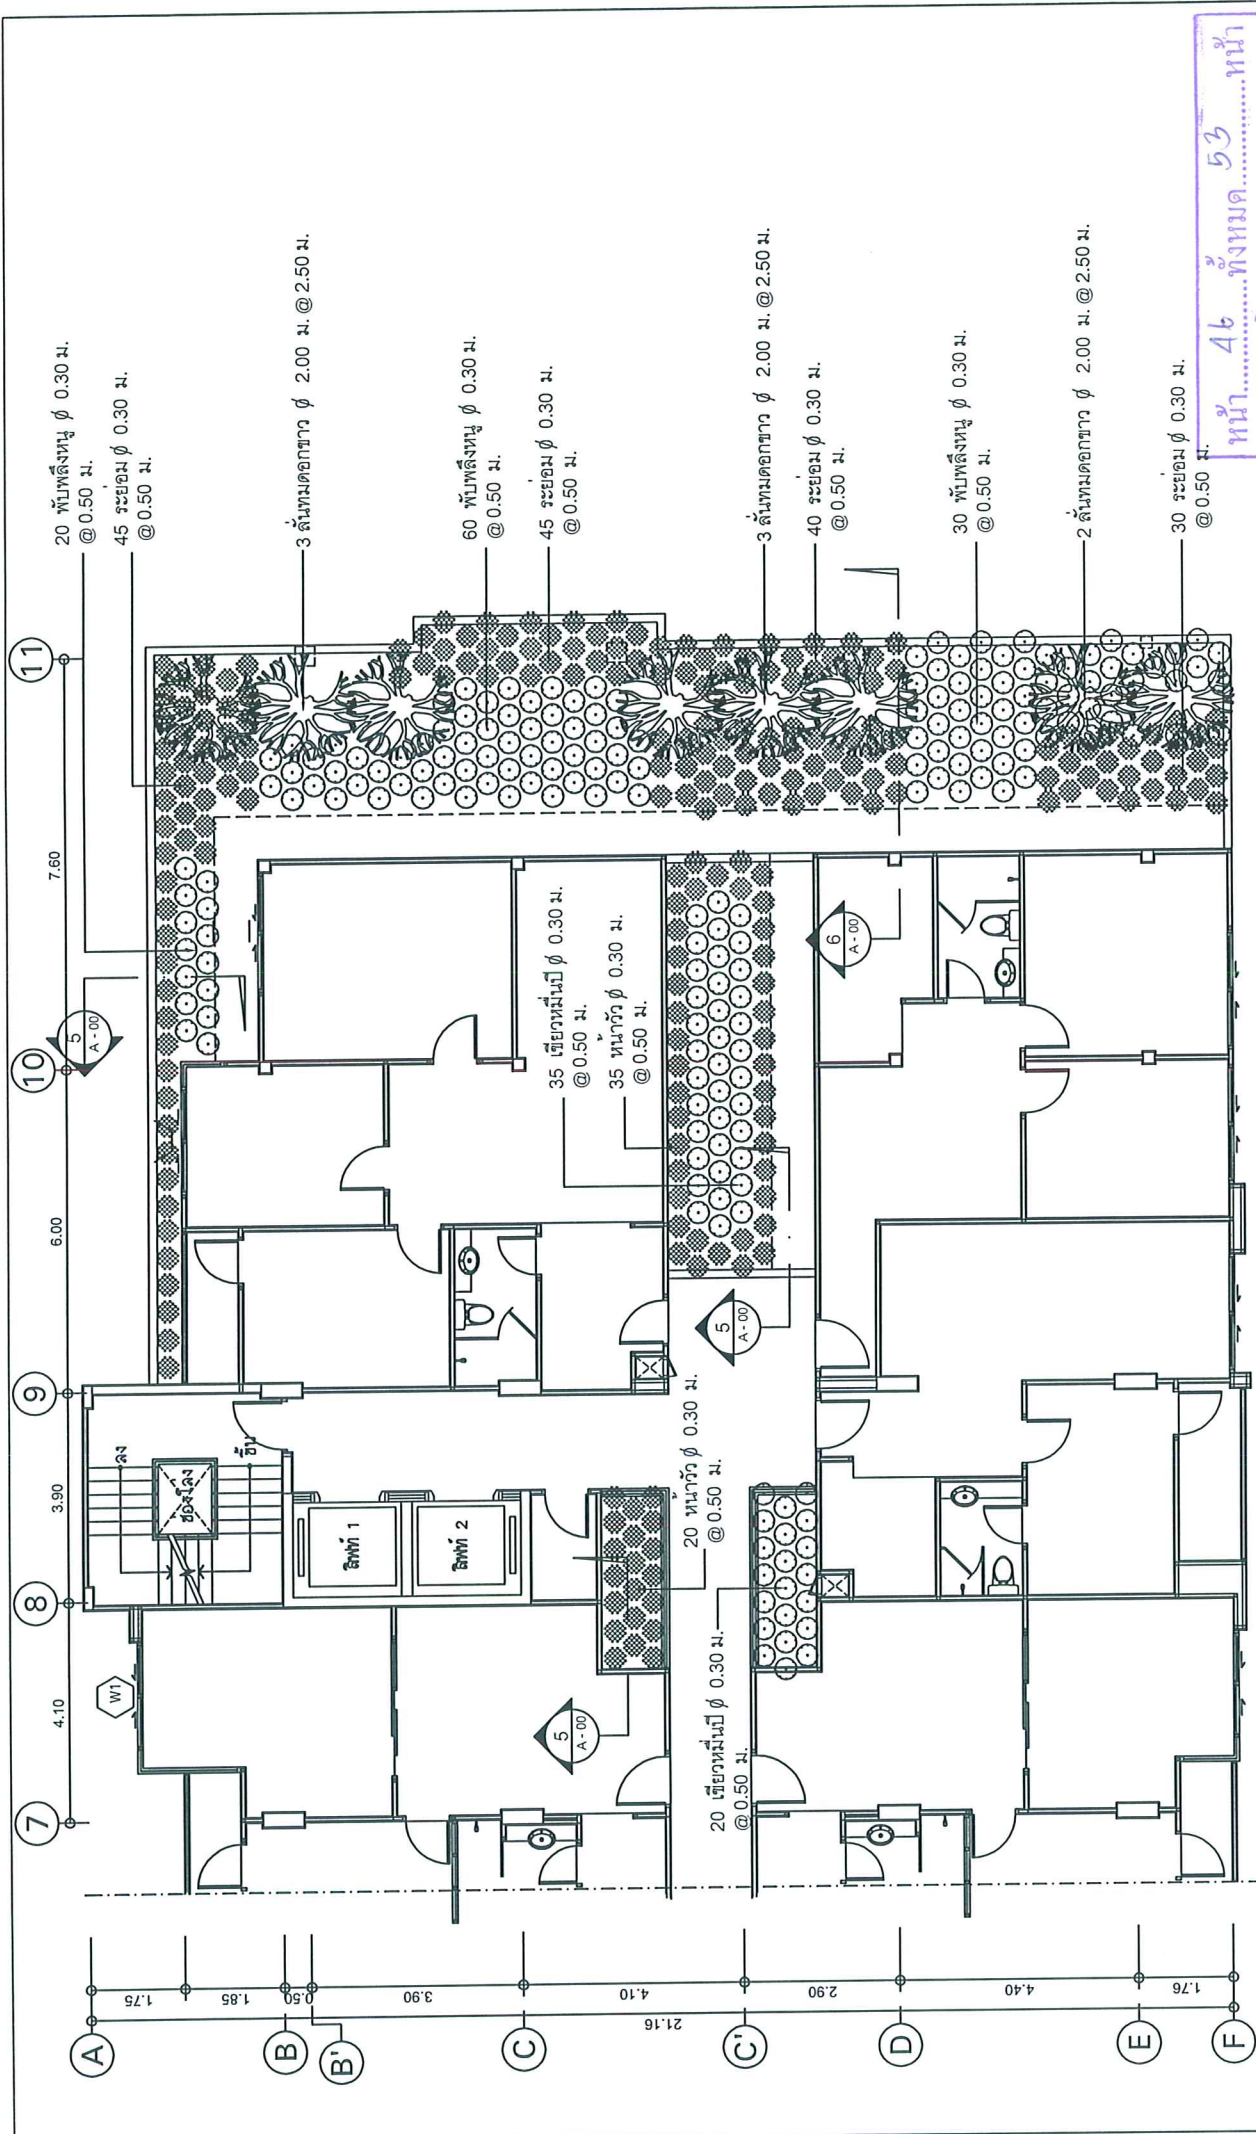 หน้า.........46.....ทั้งหมด.....53.........หน้า
11
10
9
8
7
7.60
6.00
3.90
4.10
20 พับพลึงหนู ϕ 0.30 ม.
@ 0.50 ม.
45 ระย่อม ϕ 0.30 ม.
@ 0.50 ม.
3 ลั่นทมดอกขาว ϕ 2.00 ม. @ 2.50 ม.
60 พับพลึงหนู ϕ 0.30 ม.
@ 0.50 ม.
45 ระย่อม ϕ 0.30 ม.
@ 0.50 ม.
3 ลั่นทมดอกขาว ϕ 2.00 ม. @ 2.50 ม.
40 ระย่อม ϕ 0.30 ม.
@ 0.50 ม.
30 พับพลึงหนู ϕ 0.30 ม.
@ 0.50 ม.
2 ลั่นทมดอกขาว ϕ 2.00 ม. @ 2.50 ม.
30 ระย่อม ϕ 0.30 ม.
@ 0.50 ม.
5
A - 00
6
A - 00
35 เขียวหมื่นปี ϕ 0.30 ม.
@ 0.50 ม.
35 หน้าวัว ϕ 0.30 ม.
@ 0.50 ม.
5
A - 00
ลง
ช่องโล่ง
ขึ้น
ลิฟท์ 1
ลิฟท์ 2
20 หน้าวัว ϕ 0.30 ม.
@ 0.50 ม.
W1
5
A - 00
20 เขียวหมื่นปี ϕ 0.30 ม.
@ 0.50 ม.
1.75
1.85
0.50
3.90
4.10
2.90
4.40
1.76
21.16
A
B
B'
C
C'
D
E
F